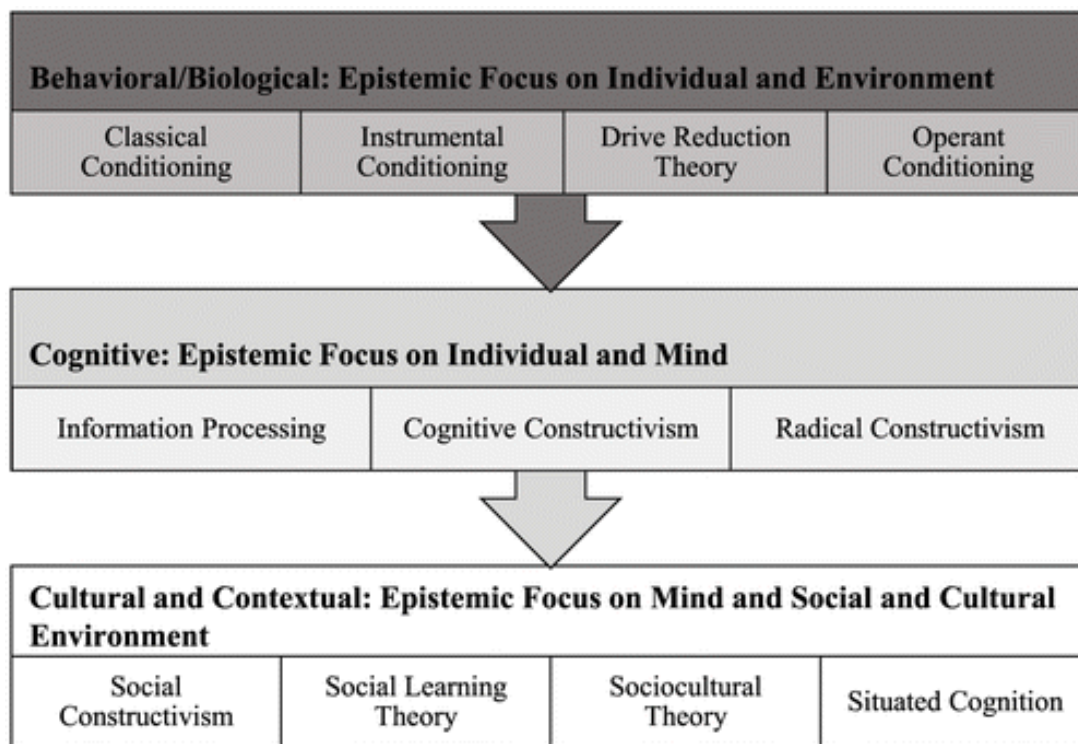 Behavioral/Biological: Epistemic Focus on Individual and Environment
Classical
Conditioning
Instrumental
Conditioning
Drive Reduction
Theory
Operant
Conditioning
Cognitive: Epistemic Focus on Individual and Mind
Information Processing
Cognitive Constructivism
Radical Constructivism
Cultural and Contextual: Epistemic Focus on Mind and Social and Cultural
Environment
Social
Constructivism
Social Learning
Theory
Sociocultural
Theory
Situated Cognition